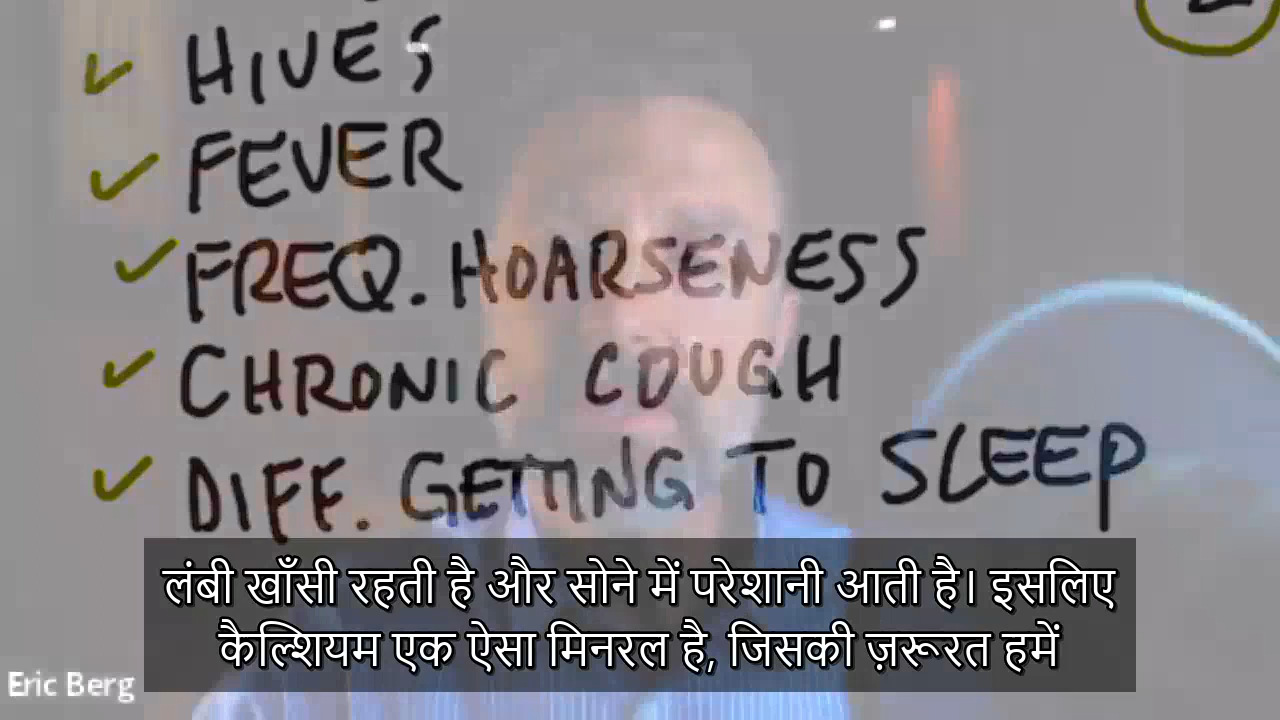 HIVES
FEVER
FREQ. HOARSENESS
CHRONIC COUGH
DIFF. GETTING TO SLEEP
लंबी खाँसी रहती है और सोने में परेशानी आती है। इसलिए
कैल्शियम एक ऐसा मिनरल है, जिसकी ज़रूरत हमें
Eric Berg